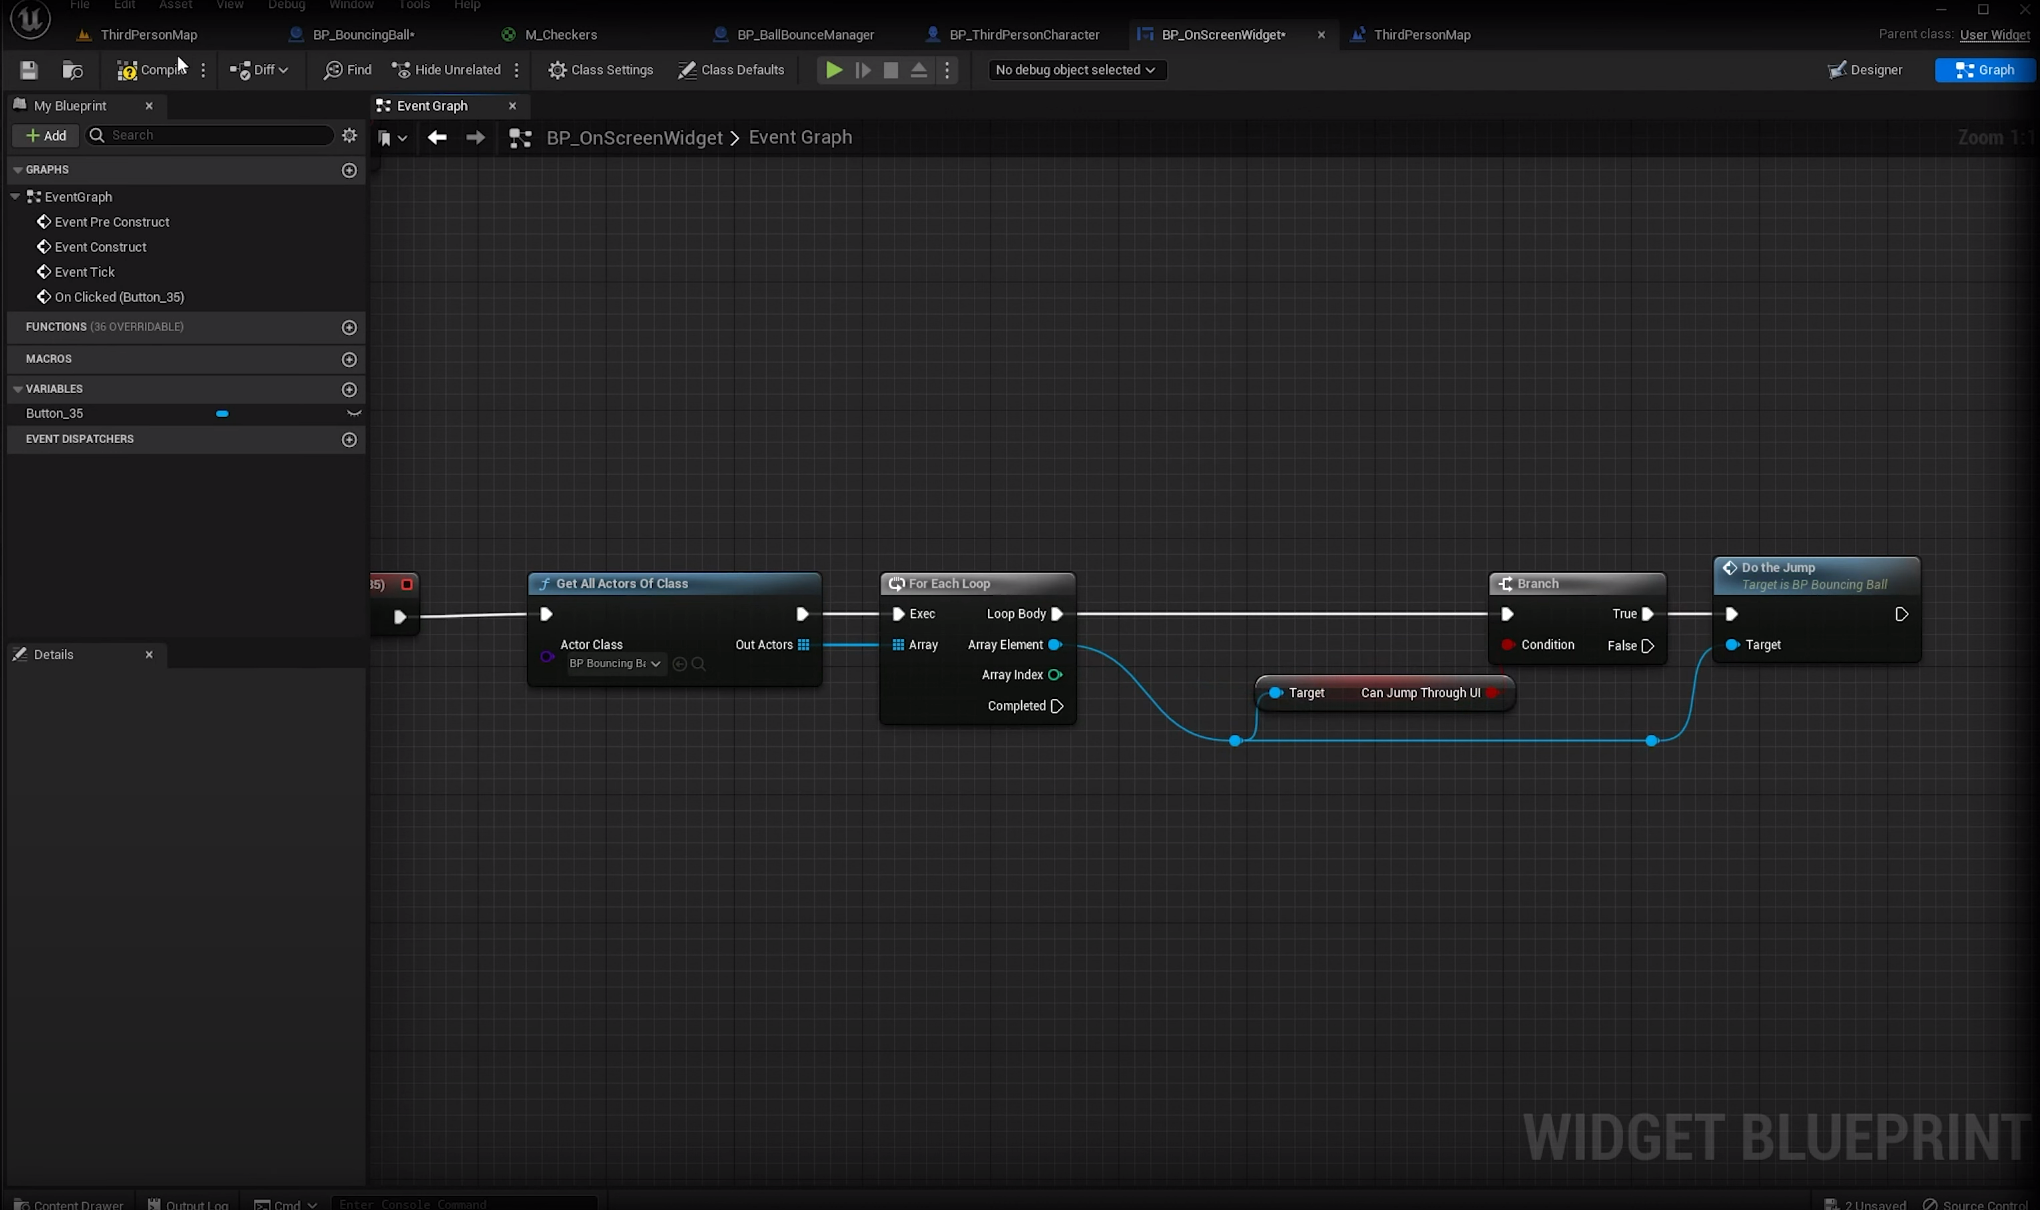 File Edit Asset View Debug Window Tools Help
ThirdPersonMap BP_BouncingBall* M_Checkers BP_BallBounceManager BP_ThirdPersonCharacter BP_OnScreenWidget* ThirdPersonMap Parent class: User Widget
Compile Diff Find Hide Unrelated Class Settings Class Defaults No debug object selected Designer Graph
My Blueprint Event Graph
Add Search BP_OnScreenWidget > Event Graph Zoom 1:1
GRAPHS
EventGraph
Event Pre Construct
Event Construct
Event Tick
On Clicked (Button_35)
FUNCTIONS (36 OVERRIDABLE)
MACROS
VARIABLES
Button_35
EVENT DISPATCHERS
Details
35)
Get All Actors Of Class
Actor Class Out Actors
BP Bouncing Ba
For Each Loop
Exec Loop Body
Array Array Element
Array Index
Completed
Target Can Jump Through UI
Branch
True
Condition False
Do the Jump
Target is BP Bouncing Ball
Target
WIDGET BLUEPRINT
Content Drawer Output Log Cmd Enter Console Command 2 Unsaved Source Control